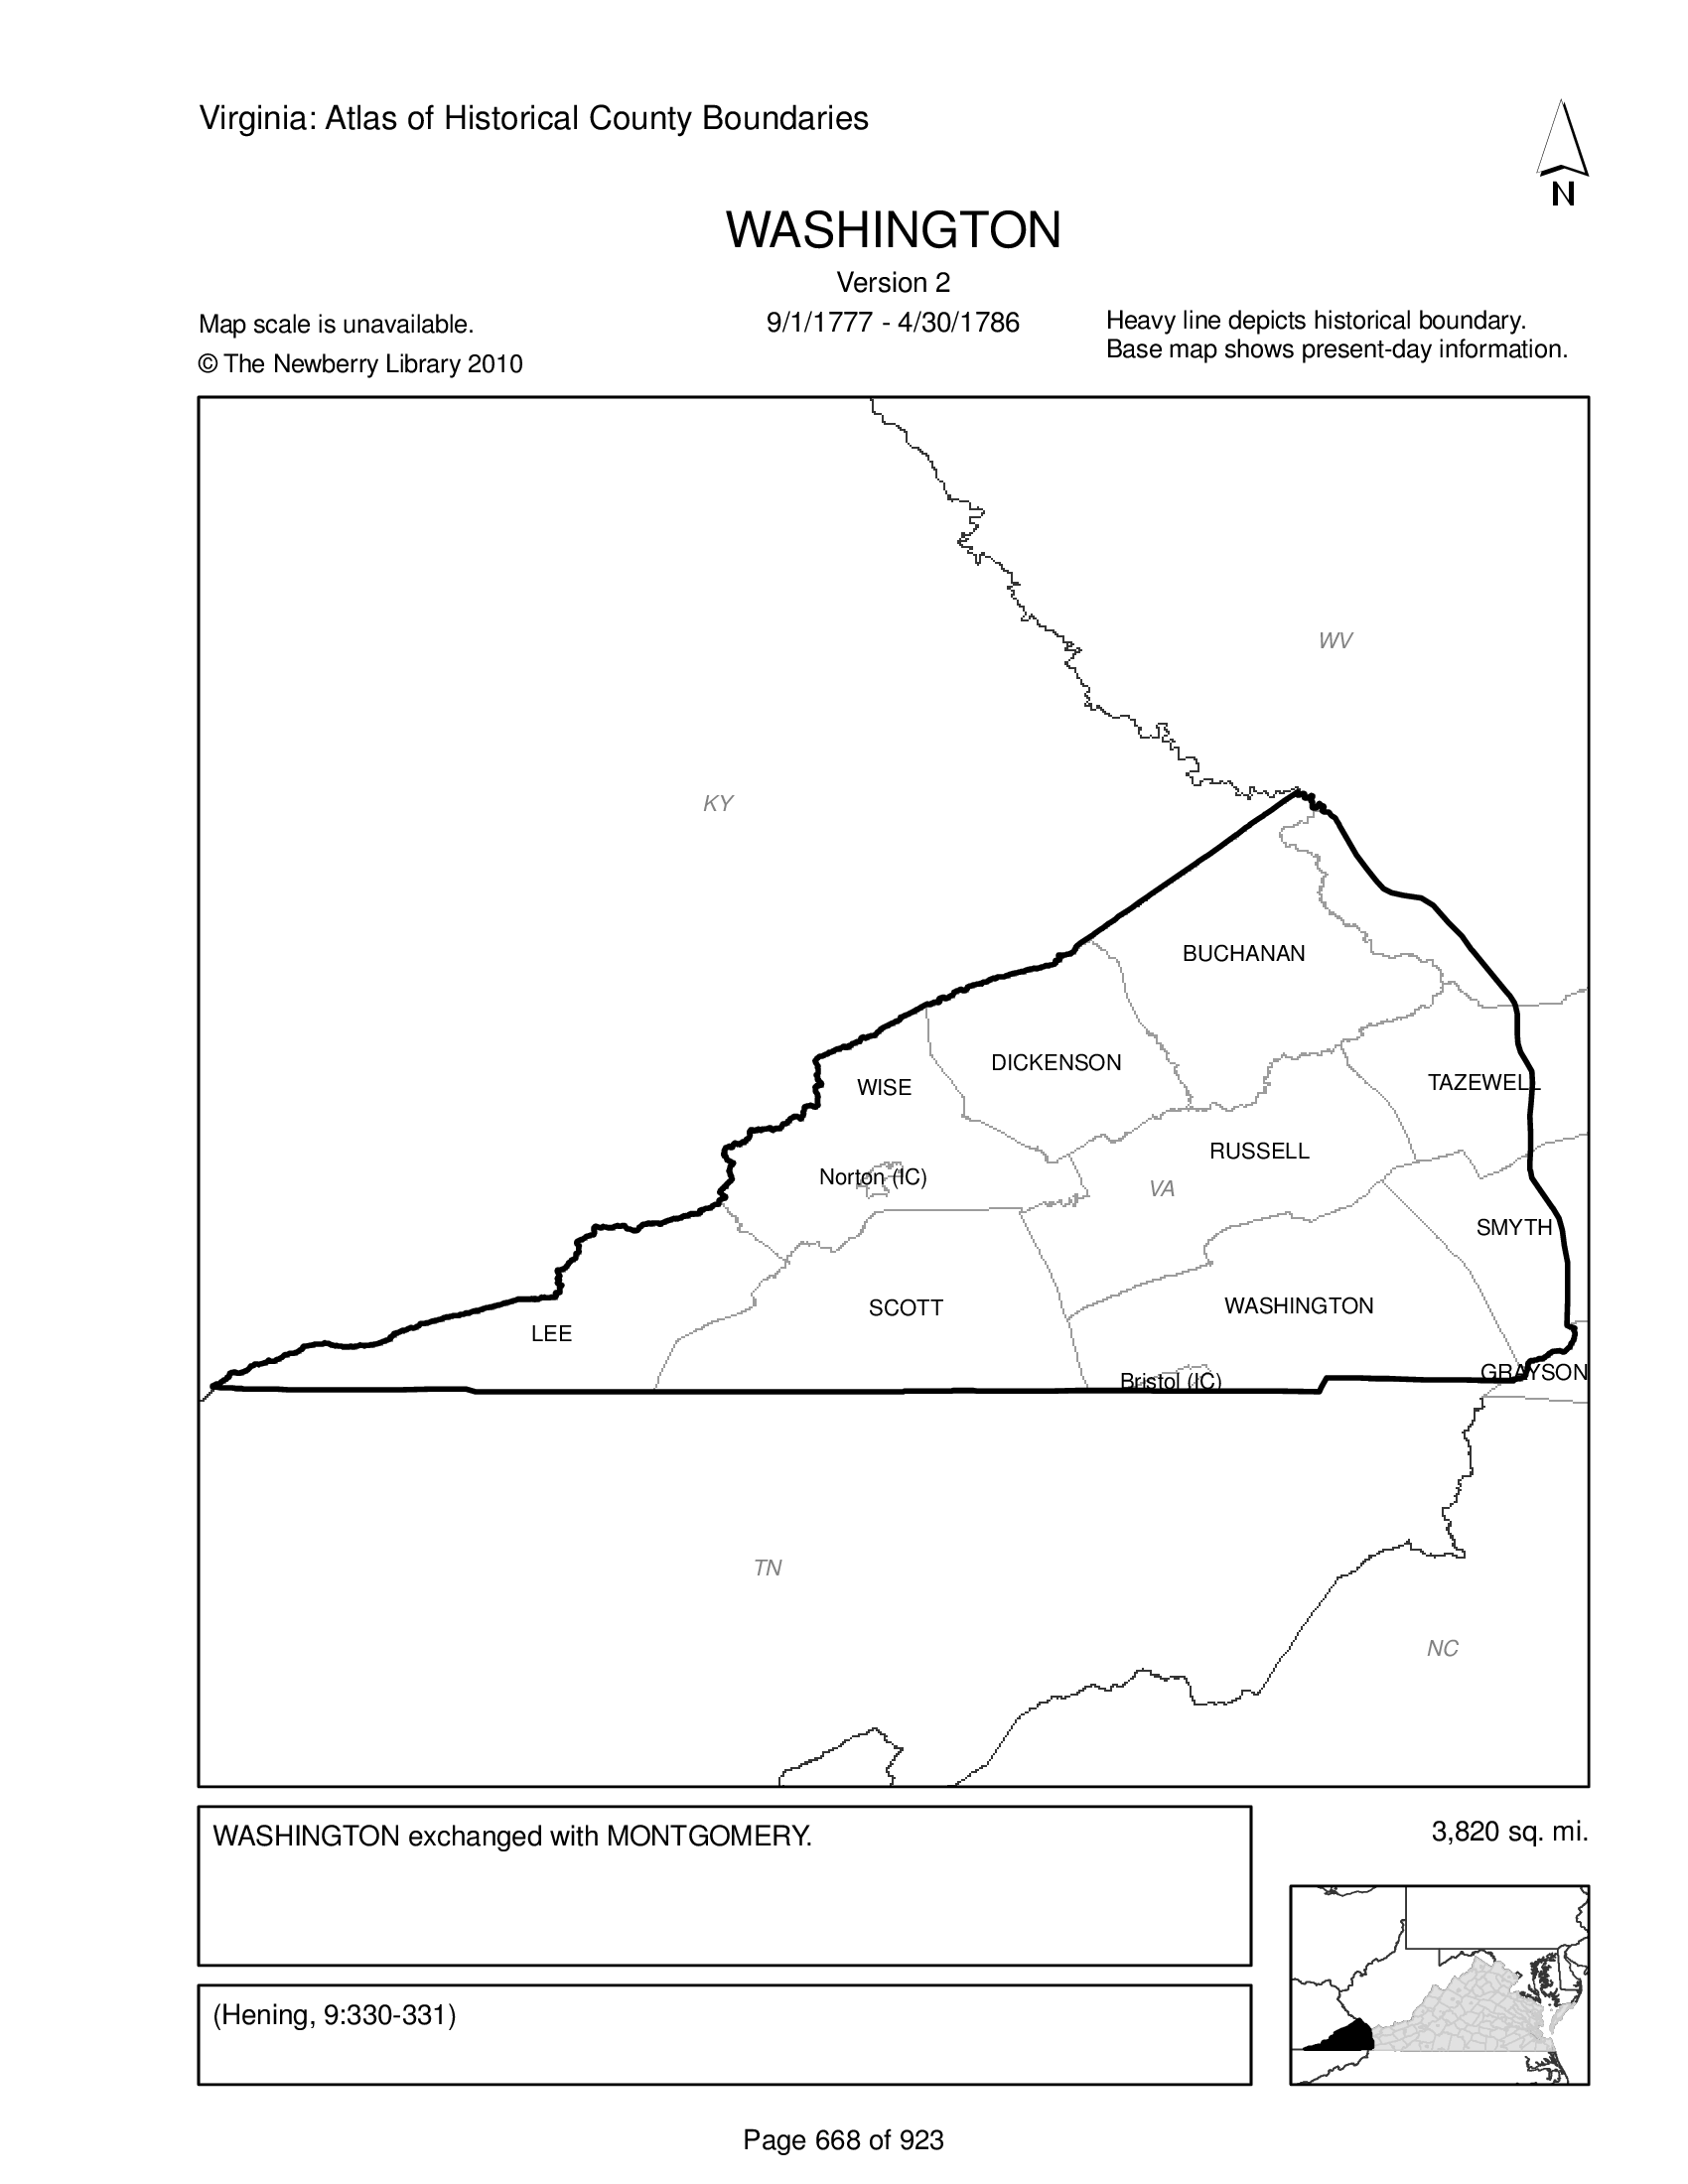 Virginia: Atlas of Historical County Boundaries
N
WASHINGTON
Version 2
Map scale is unavailable.
9/1/1777 - 4/30/1786
Heavy line depicts historical boundary.
© The Newberry Library 2010
Base map shows present-day information.
WV
KY
BUCHANAN
DICKENSON
WISE
TAZEWELL
RUSSELL
Norton (IC)
VA
SMYTH
SCOTT
WASHINGTON
LEE
GRAYSON
Bristol (IC)
TN
NC
WASHINGTON exchanged with MONTGOMERY.
3,820 sq. mi.
(Hening, 9:330-331)
Page 668 of 923